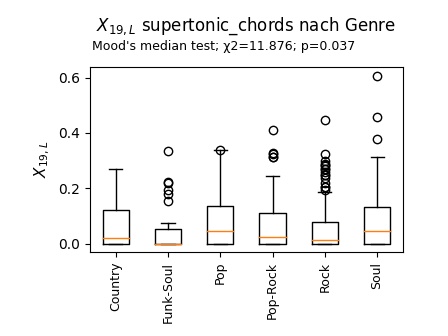 X19,L supertonic_chords nach Genre
Mood's median test; χ2=11.876; p=0.037
X19,L
0.6
0.4
0.2
0.0
Country
Funk-Soul
Pop
Pop-Rock
Rock
Soul